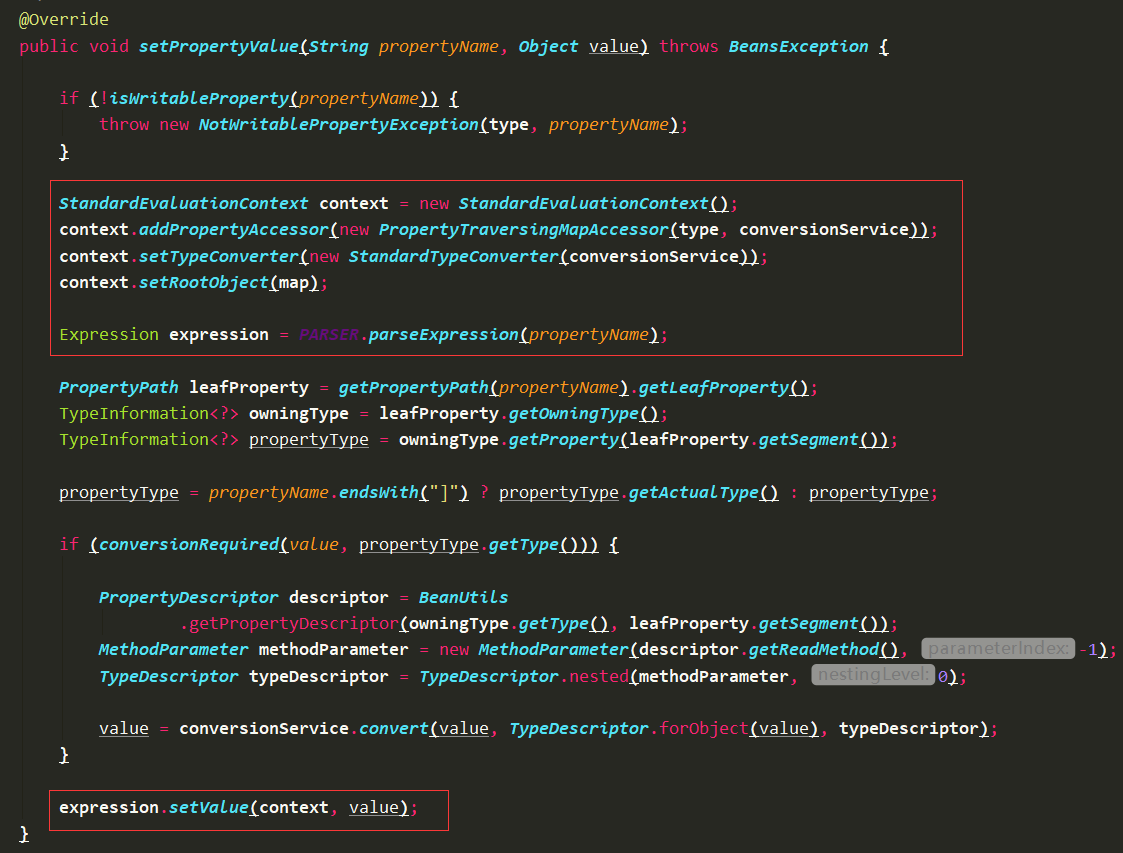 @Override
public void setPropertyValue(String propertyName, Object value) throws BeansException {
if (!isWritableProperty(propertyName)) {
throw new NotWritablePropertyException(type, propertyName);
}
StandardEvaluationContext context = new StandardEvaluationContext();
context.addPropertyAccessor(new PropertyTraversingMapAccessor(type, conversionService));
context.setTypeConverter(new StandardTypeConverter(conversionService));
context.setRootObject(map);
Expression expression = PARSER.parseExpression(propertyName);
PropertyPath leafProperty = getPropertyPath(propertyName).getLeafProperty();
TypeInformation<?> owningType = leafProperty.getOwningType();
TypeInformation<?> propertyType = owningType.getProperty(leafProperty.getSegment());
propertyType = propertyName.endsWith("]") ? propertyType.getActualType() : propertyType;
if (conversionRequired(value, propertyType.getType())) {
PropertyDescriptor descriptor = BeanUtils
.getPropertyDescriptor(owningType.getType(), leafProperty.getSegment());
MethodParameter methodParameter = new MethodParameter(descriptor.getReadMethod(), parameterIndex: -1);
TypeDescriptor typeDescriptor = TypeDescriptor.nested(methodParameter, nestingLevel: 0);
value = conversionService.convert(value, TypeDescriptor.forObject(value), typeDescriptor);
}
expression.setValue(context, value);
}